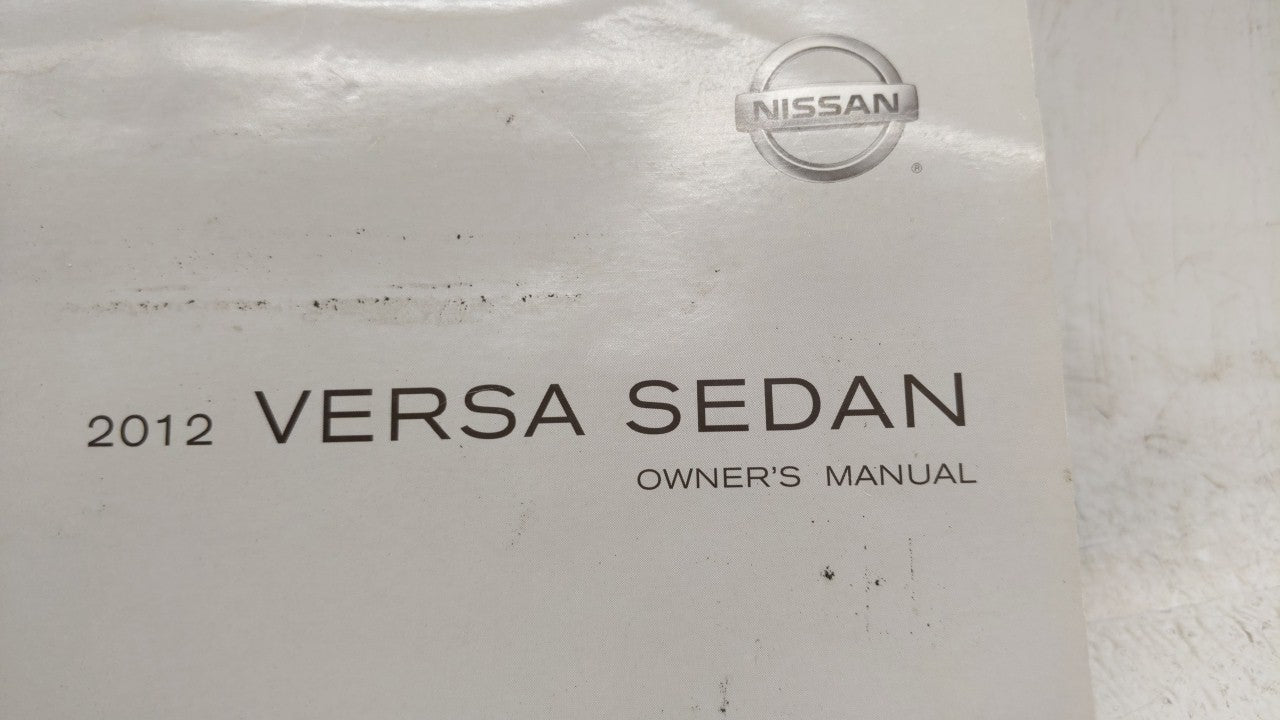 NISSAN
®
2012 VERSA SEDAN
OWNER'S MANUAL